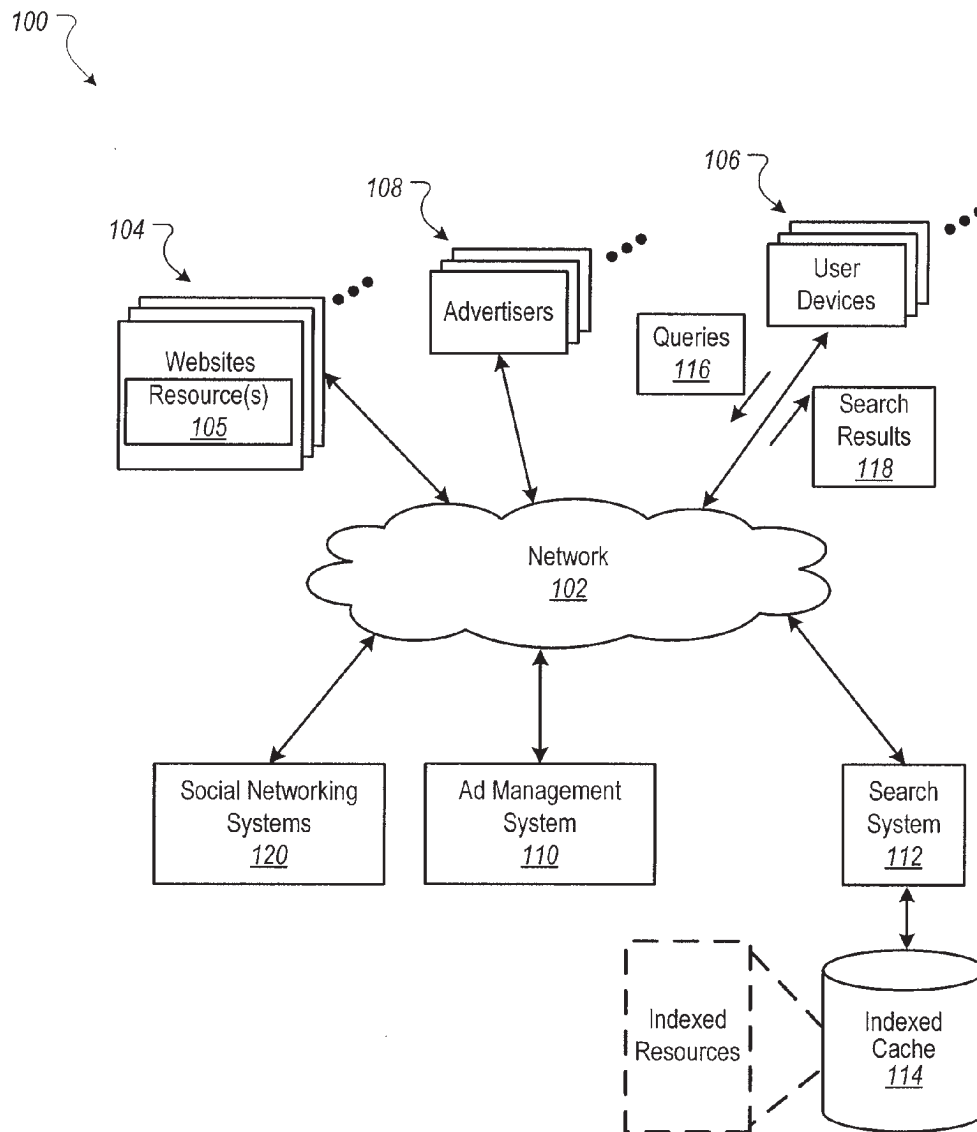 100
106
108
104
User
Devices
Advertisers
Queries
116
Websites
Resource(s)
105
Search
Results
118
Network
102
Social Networking
Systems
120
Ad Management
System
110
Search
System
112
Indexed
Resources
Indexed
Cache
114